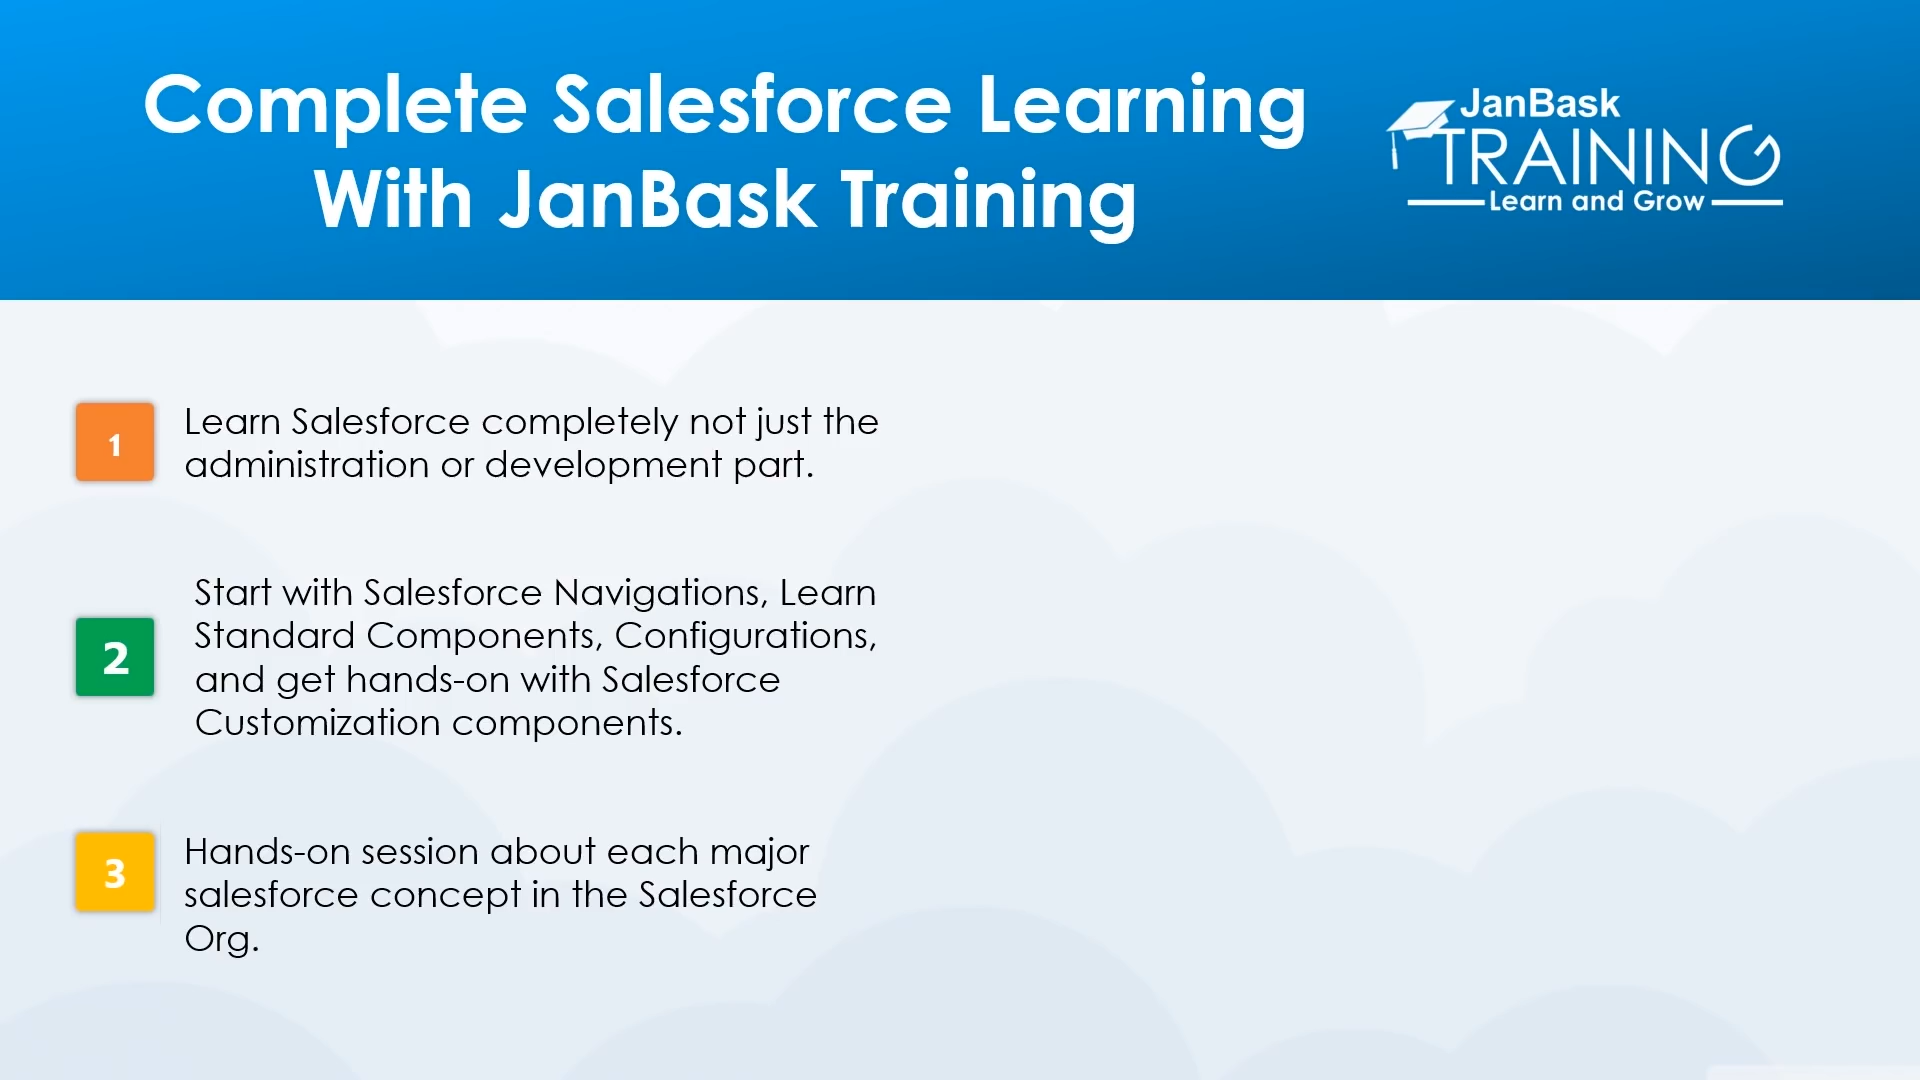 Complete Salesforce Learning
With JanBask Training
JanBask
TRAINING
Learn and Grow
1
Learn Salesforce completely not just the
administration or development part.
2
Start with Salesforce Navigations, Learn
Standard Components, Configurations,
and get hands-on with Salesforce
Customization components.
3
Hands-on session about each major
salesforce concept in the Salesforce
Org.